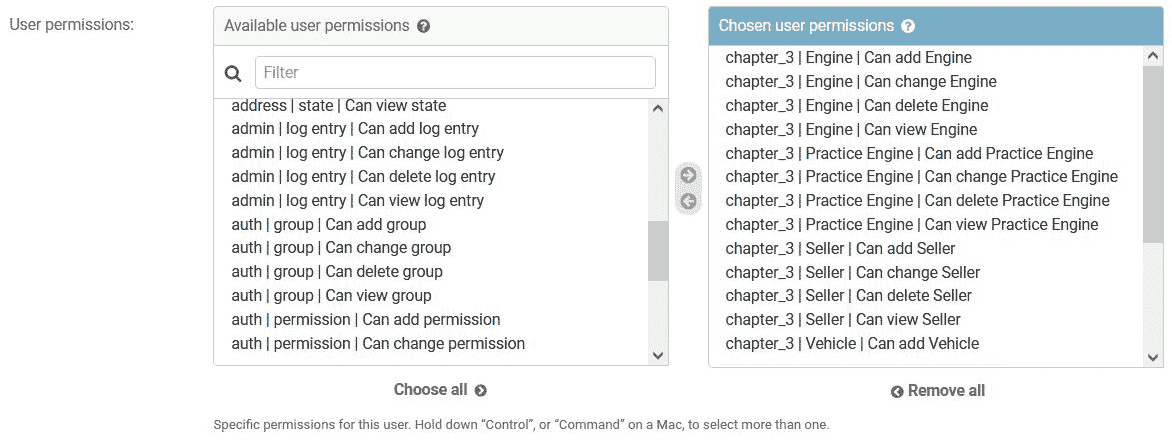 User permissions:
Available user permissions ?
Filter
address | state | Can view state
admin | log entry | Can add log entry
admin | log entry | Can change log entry
admin | log entry | Can delete log entry
admin | log entry | Can view log entry
auth | group | Can add group
auth | group | Can change group
auth | group | Can delete group
auth | group | Can view group
auth | permission | Can add permission
auth | permission | Can change permission
Choose all
Chosen user permissions ?
chapter_3 | Engine | Can add Engine
chapter_3 | Engine | Can change Engine
chapter_3 | Engine | Can delete Engine
chapter_3 | Engine | Can view Engine
chapter_3 | Practice Engine | Can add Practice Engine
chapter_3 | Practice Engine | Can change Practice Engine
chapter_3 | Practice Engine | Can delete Practice Engine
chapter_3 | Practice Engine | Can view Practice Engine
chapter_3 | Seller | Can add Seller
chapter_3 | Seller | Can change Seller
chapter_3 | Seller | Can delete Seller
chapter_3 | Seller | Can view Seller
chapter_3 | Vehicle | Can add Vehicle
Remove all
Specific permissions for this user. Hold down “Control”, or “Command” on a Mac, to select more than one.